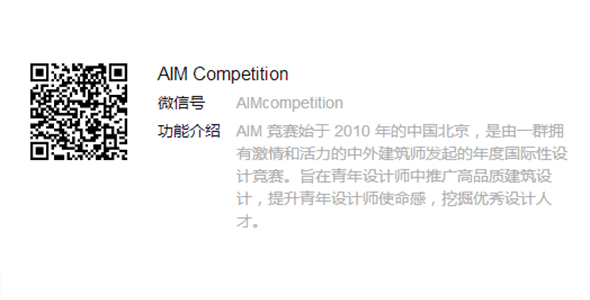 AIM Competition
微信号 AIMcompetition
功能介绍 AIM 竞赛始于 2010 年的中国北京，是由一群拥
有激情和活力的中外建筑师发起的年度国际性设
计竞赛。旨在青年设计师中推广高品质建筑设
计，提升青年设计师使命感，挖掘优秀设计人
才。